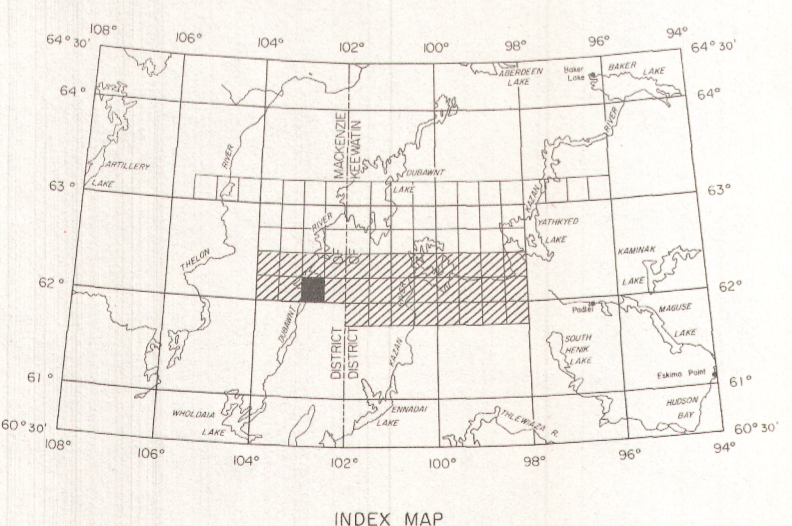 108° 106° 104° 102° 100° 98° 96° 94°
64° 30' 64° 30'
ABERDEEN
LAKE
Baker
Lake
BAKER LAKE
64° 64°
RIVER
MACKENZIE
KEEWATIN
RIVER
ARTILLERY
LAKE
DUBAWNT
LAKE
63° 63°
KAZAN
RIVER
YATHKYED
LAKE
THELON
OF
OF
KAMINAK
LAKE
62° 62°
RIVER
DUBAWNT
Padlei
MAGUSE
LAKE
DISTRICT
DISTRICT
KAZAN
SOUTH
HENIK
LAKE
Eskimo Point
61° 61°
WHOLDAIA
LAKE
ENNADAI
LAKE
THLEWIAZA R.
HUDSON
BAY
60° 30' 60° 30'
108° 106° 104° 102° 100° 98° 96° 94°
INDEX MAP